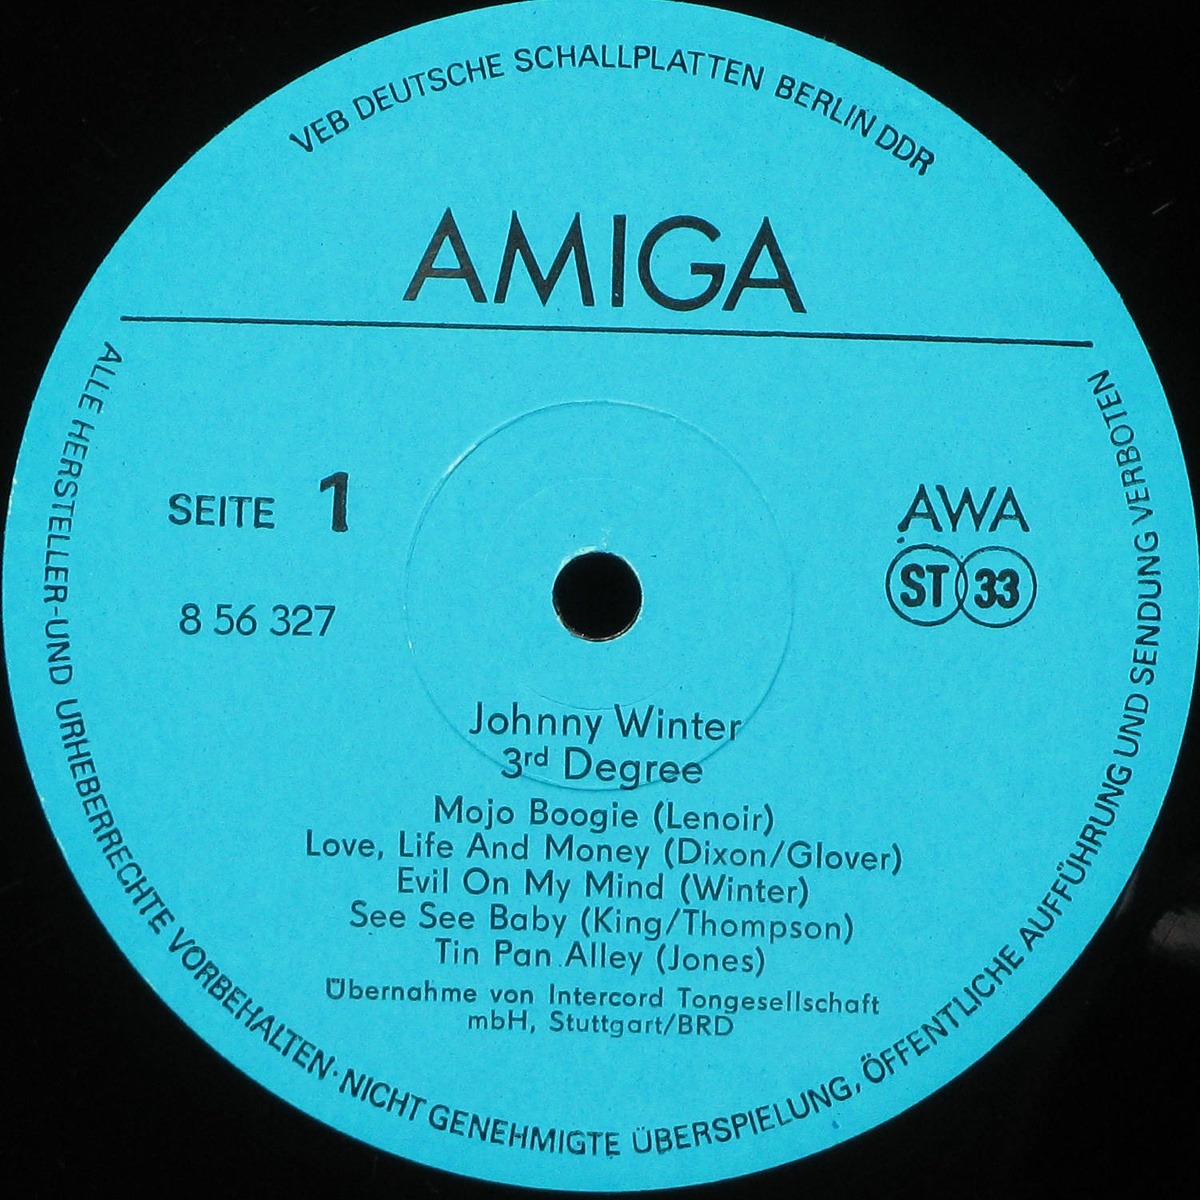 VEB DEUTSCHE SCHALLPLATTEN BERLIN DDR
AMIGA
SEITE 1
8 56 327
AWA
ST 33
Johnny Winter
3rd Degree
Mojo Boogie (Lenoir)
Love, Life And Money (Dixon/Glover)
Evil On My Mind (Winter)
See See Baby (King/Thompson)
Tin Pan Alley (Jones)
Übernahme von Intercord Tongesellschaft
mbH, Stuttgart/BRD
ALLE HERSTELLER-UND URHEBERRECHTE VORBEHALTEN·NICHT GENEHMIGTE ÜBERSPIELUNG, ÖFFENTLICHE AUFFÜHRUNG UND SENDUNG VERBOTEN